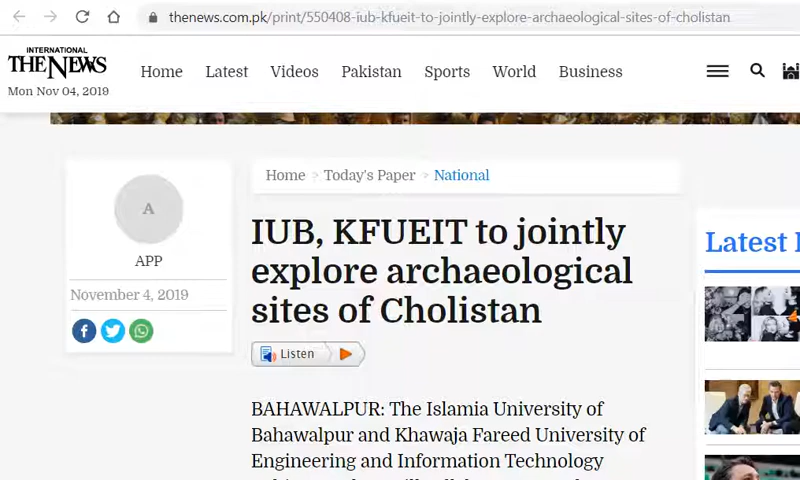 thenews.com.pk/print/550408-iub-kfueit-to-jointly-explore-archaeological-sites-of-cholistan
INTERNATIONAL
THE NEWS
Mon Nov 04, 2019
Home Latest Videos Pakistan Sports World Business
Home > Today's Paper > National
A
APP
November 4, 2019
IUB, KFUEIT to jointly
explore archaeological
sites of Cholistan
Listen
BAHAWALPUR: The Islamia University of
Bahawalpur and Khawaja Fareed University of
Engineering and Information Technology
Latest